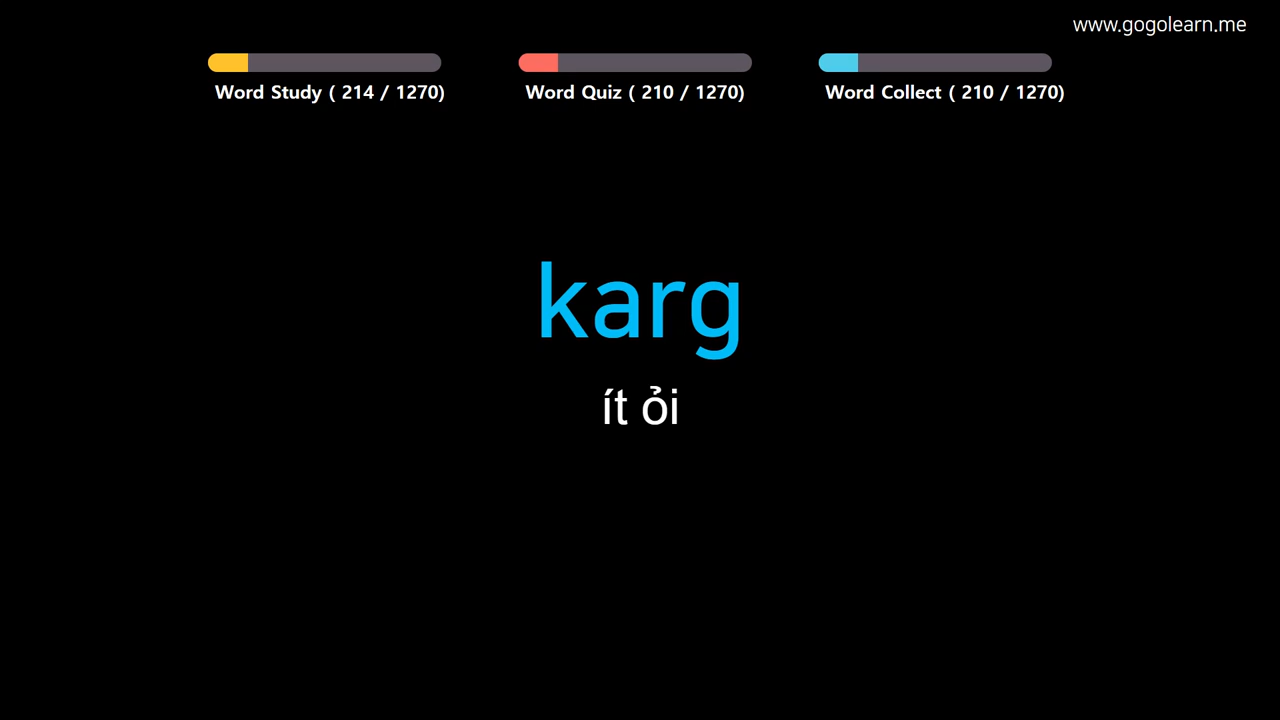 www.gogolearn.me
Word Study ( 214 / 1270)
Word Quiz ( 210 / 1270)
Word Collect ( 210 / 1270)
karg
ít ỏi